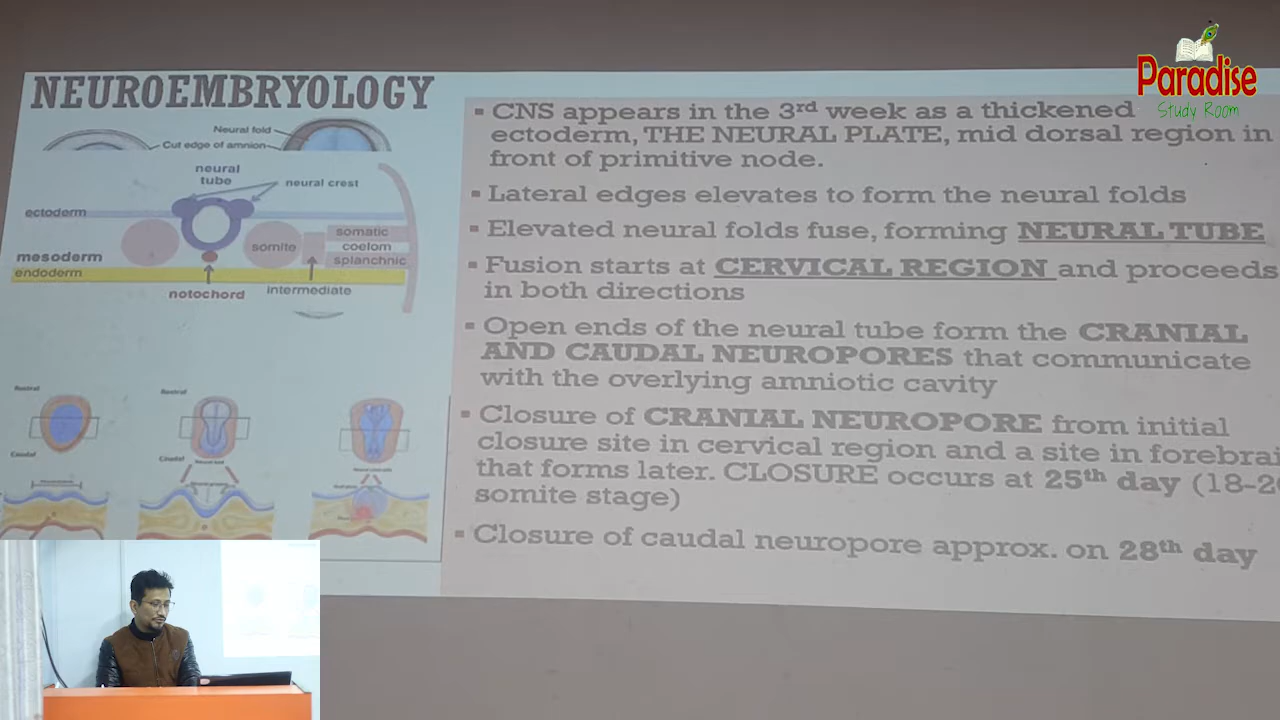 Paradise
Study Room
NEUROEMBRYOLOGY
Neural fold
Cut edge of amnion
neural
tube
neural crest
ectoderm
somatic
somite
coelom
mesoderm
splanchnic
endoderm
notochord
intermediate
Rostral
Rostral
Caudal
Caudal
▪ CNS appears in the 3rd week as a thickened
ectoderm, THE NEURAL PLATE, mid dorsal region in
front of primitive node.
▪ Lateral edges elevates to form the neural folds
▪ Elevated neural folds fuse, forming NEURAL TUBE
▪ Fusion starts at CERVICAL REGION and proceeds
in both directions
▪ Open ends of the neural tube form the CRANIAL
AND CAUDAL NEUROPORES that communicate
with the overlying amniotic cavity
▪ Closure of CRANIAL NEUROPORE from initial
closure site in cervical region and a site in forebrai
that forms later. CLOSURE occurs at 25th day (18-20
somite stage)
▪ Closure of caudal neuropore approx. on 28th day